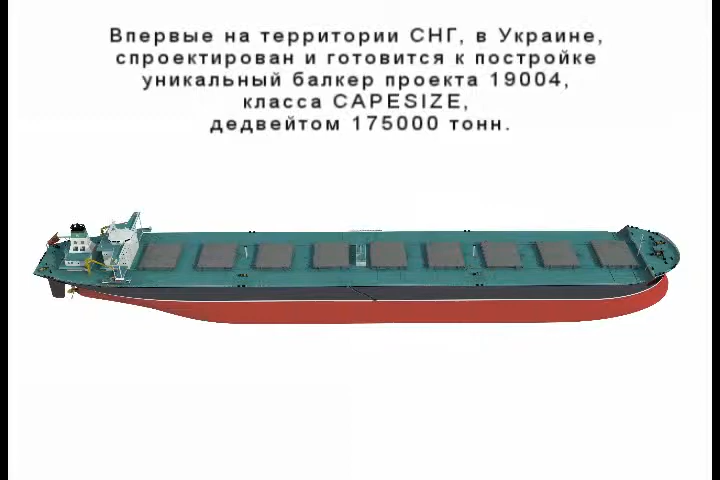 Впервые на территории СНГ, в Украине,
спроектирован и готовится к постройке
уникальный балкер проекта 19004,
класса CAPESIZE,
дедвейтом 175000 тонн.